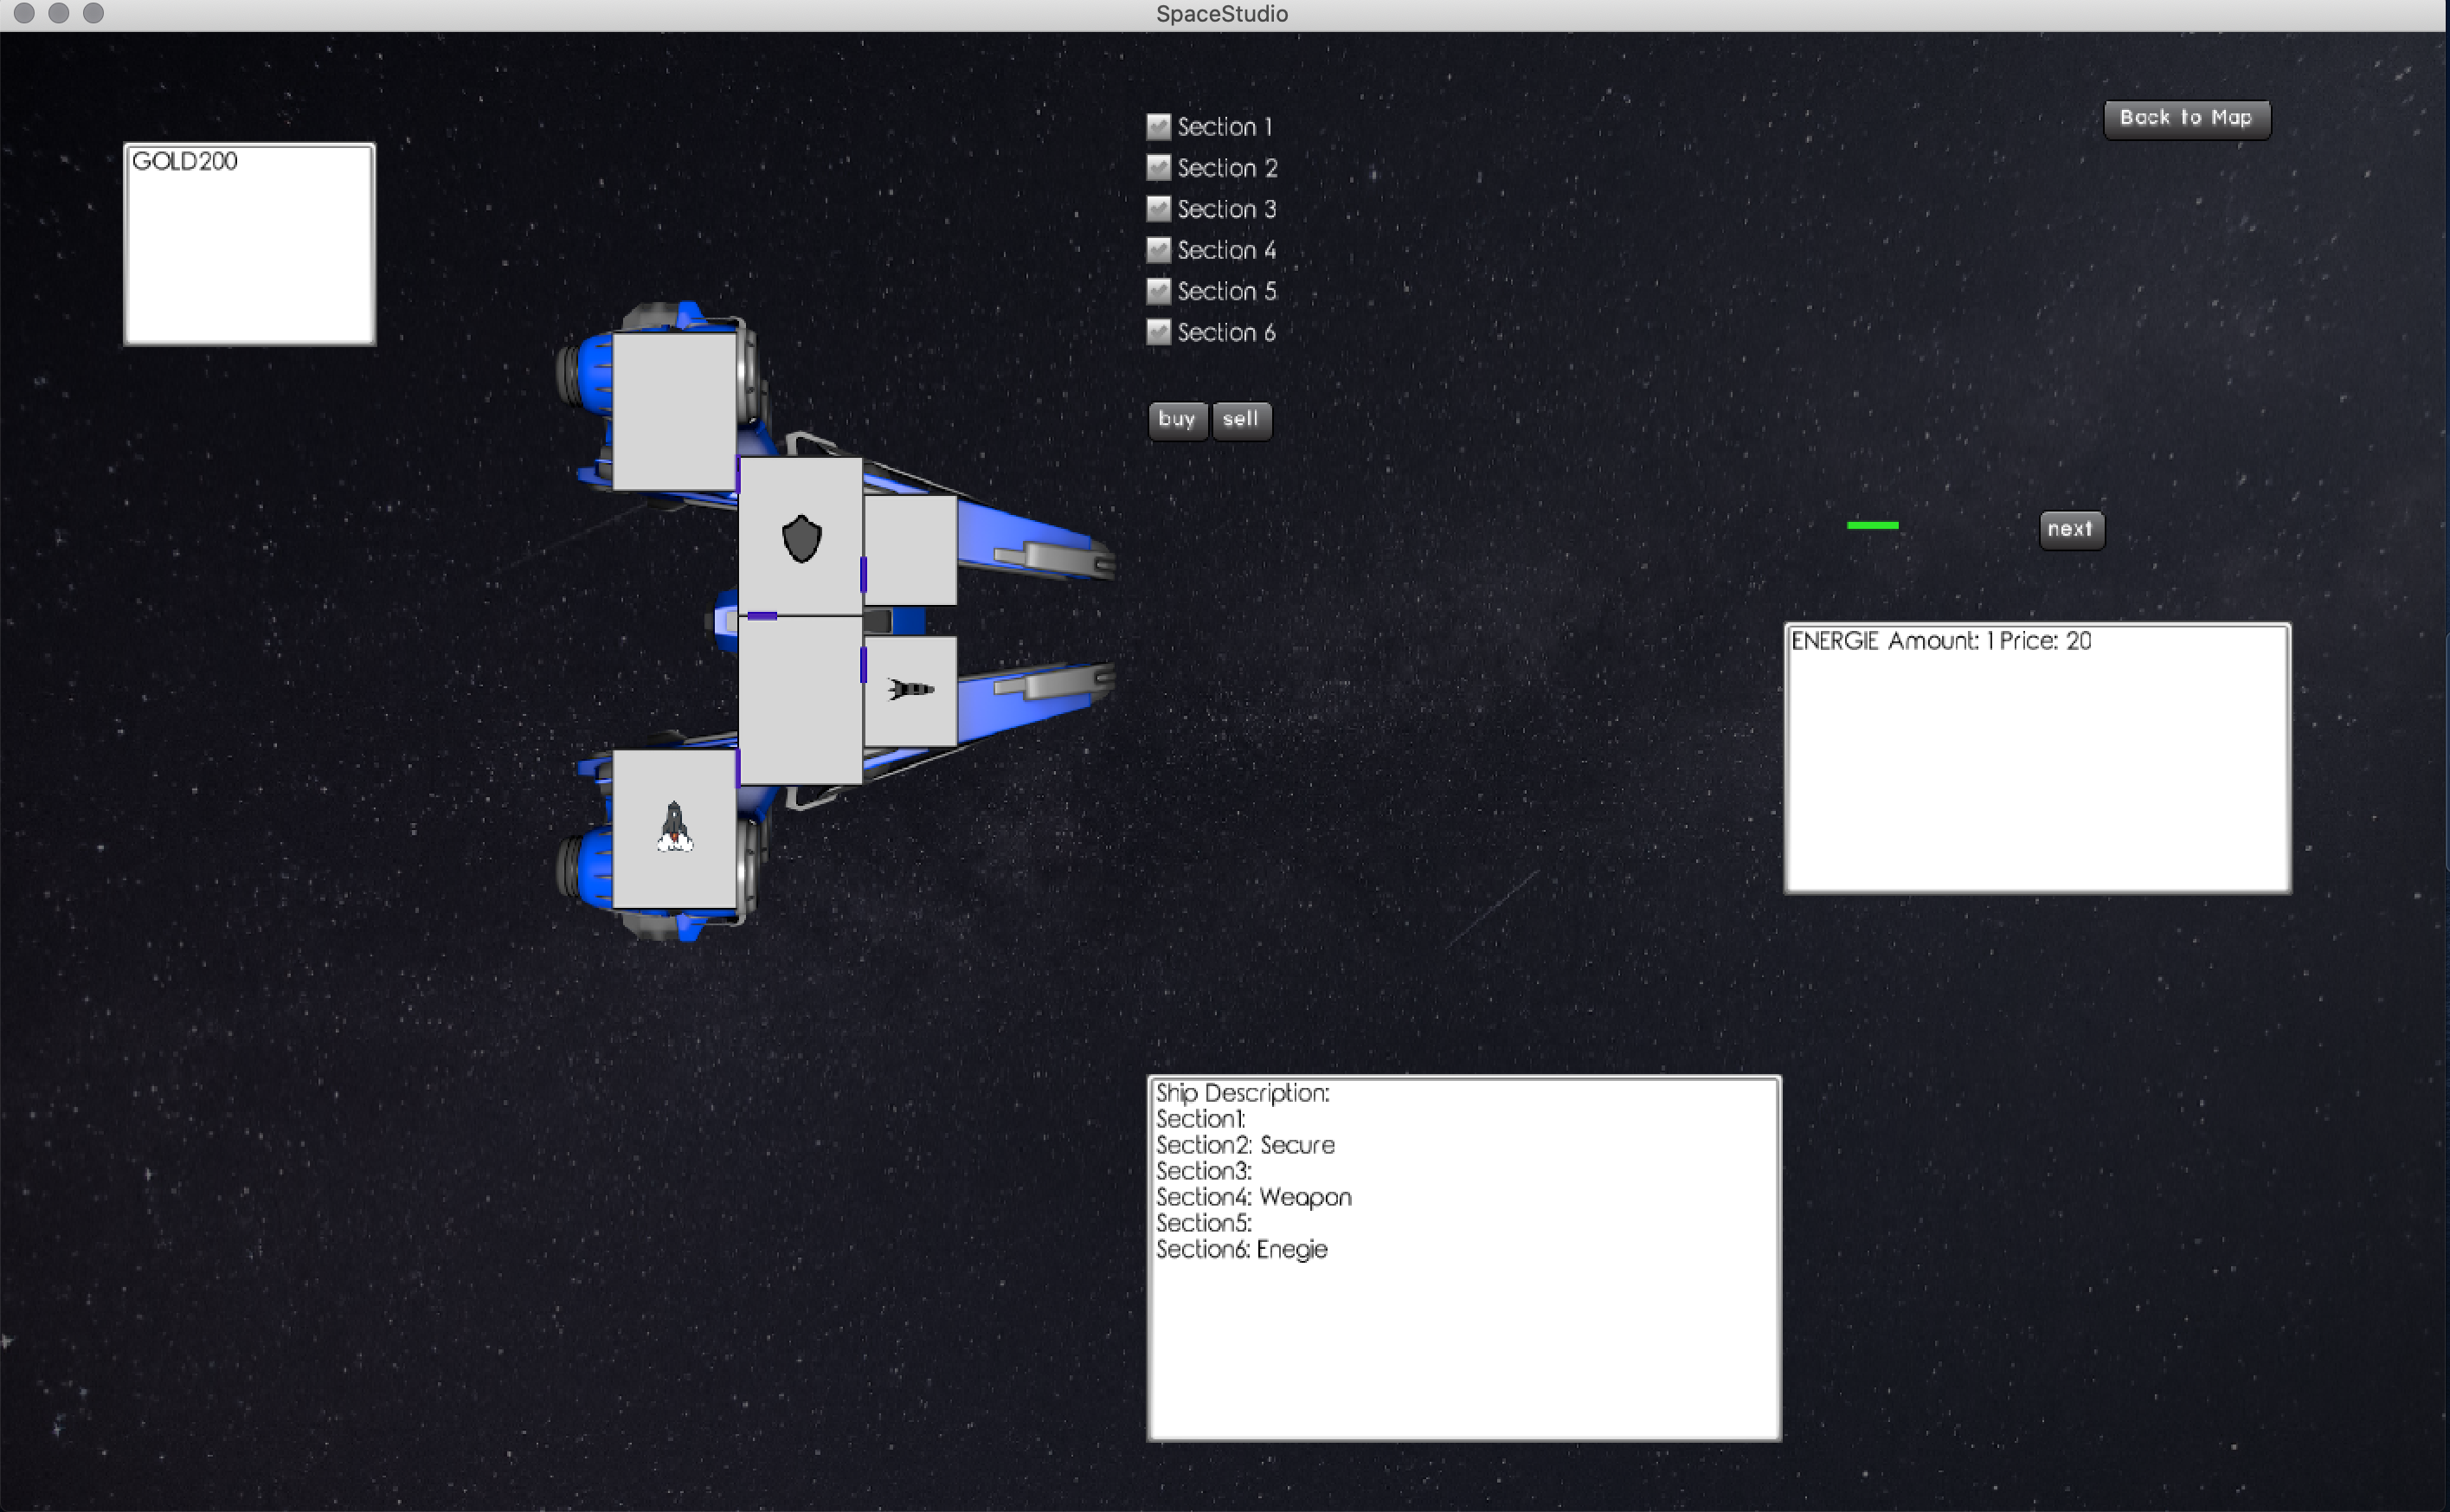 SpaceStudio
GOLD200
Section 1
Section 2
Section 3
Section 4
Section 5
Section 6
Back to Map
buy
sell
next
ENERGIE Amount: 1 Price: 20
Ship Description:
Section1:
Section2: Secure
Section3:
Section4: Weapon
Section5:
Section6: Enegie